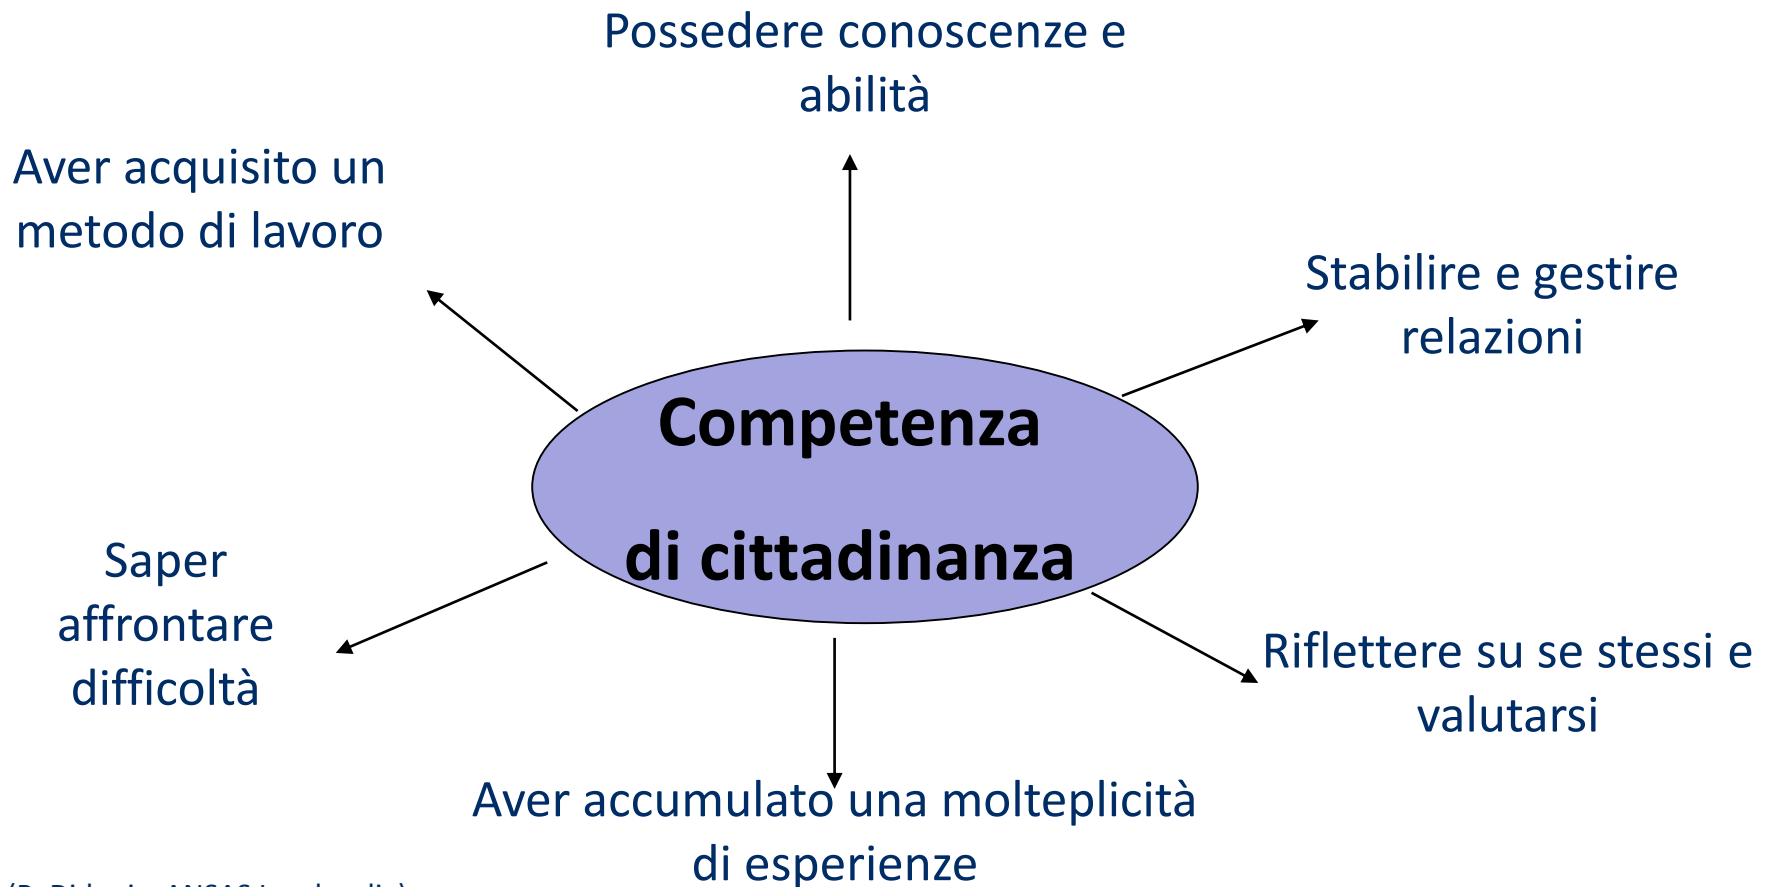 Possedere conoscenze e
abilità
Aver acquisito un
metodo di lavoro
Stabilire e gestire
relazioni
Competenza
di cittadinanza
Saper
affrontare
difficoltà
Riflettere su se stessi e
valutarsi
Aver accumulato una molteplicità
di esperienze